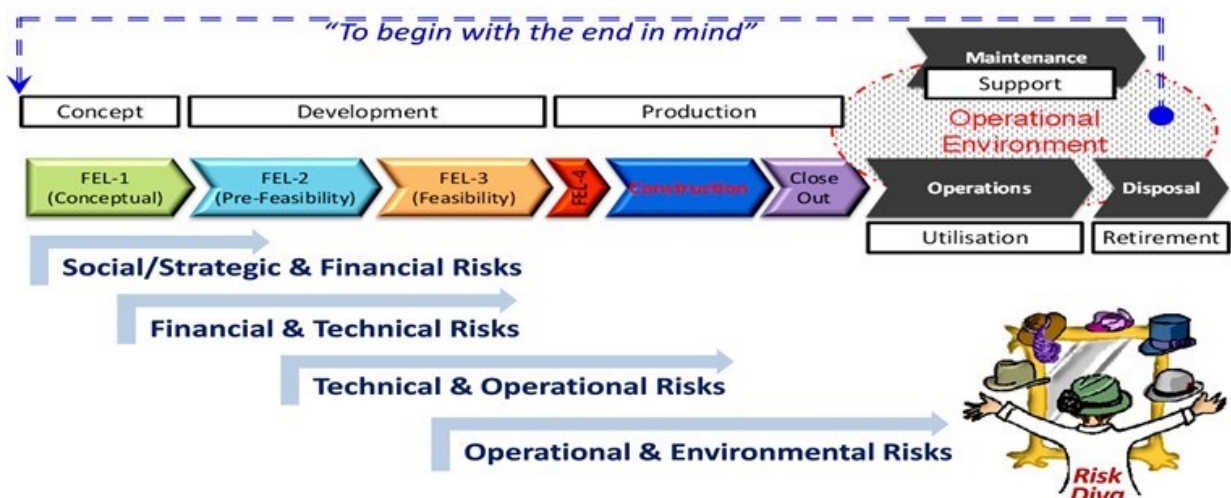 “To begin with the end in mind”
Maintenance
Support
Concept
Development
Production
Operational
Environment
FEL-1
(Conceptual)
FEL-2
(Pre-Feasibility)
FEL-3
(Feasibility)
FEL-4
Construction
Close
Out
Operations
Disposal
Utilisation
Retirement
Social/Strategic & Financial Risks
Financial & Technical Risks
Technical & Operational Risks
Operational & Environmental Risks
Risk
Diva